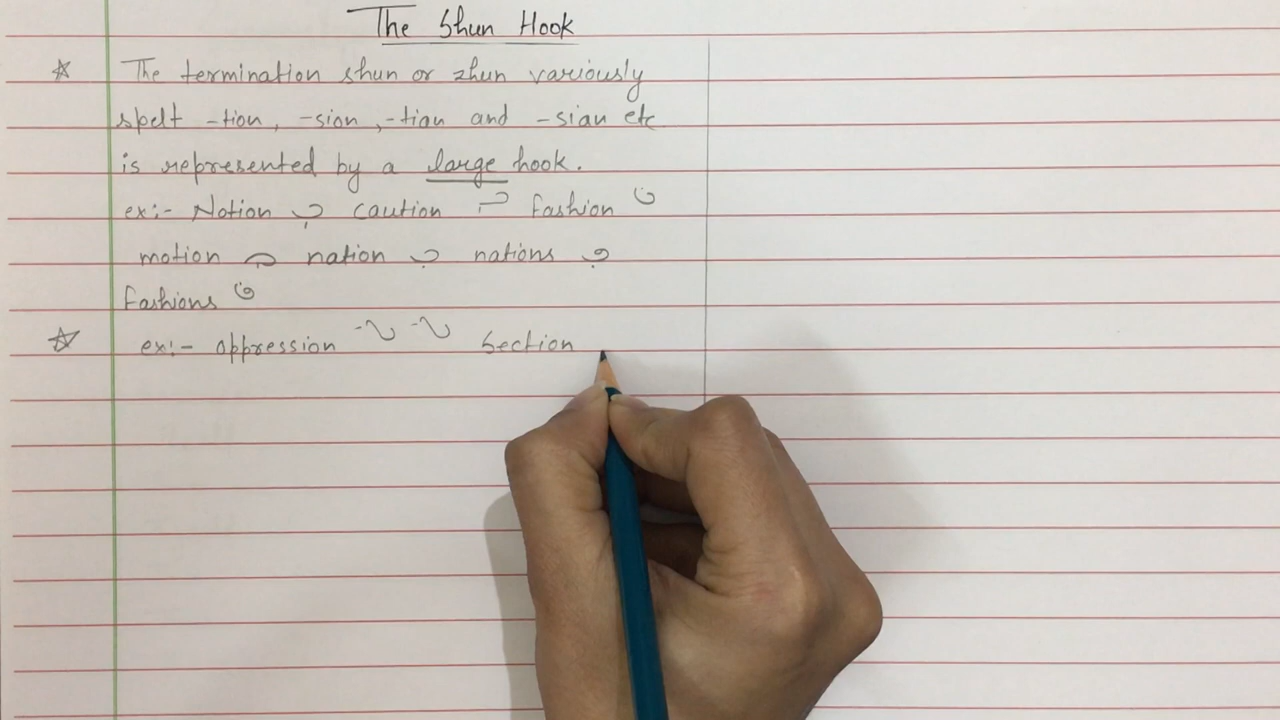 The Shun Hook
☆ The termination shun or zhun variously
spelt -tion, -sion, -tian and -sian etc
is represented by a large hook.
ex:- Notion caution fashion
motion nation nations
fashions
☆ ex:- oppression Section